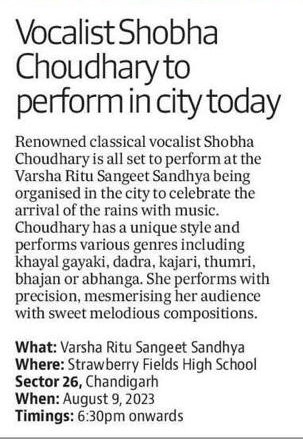 Vocalist Shobha
Choudhary to
perform in city today
Renowned classical vocalist Shobha
Choudhary is all set to perform at the
Varsha Ritu Sangeet Sandhya being
organised in the city to celebrate the
arrival of the rains with music.
Choudhary has a unique style and
performs various genres including
khayal gayaki, dadra, kajari, thumri,
bhajan or abhanga. She performs with
precision, mesmerising her audience
with sweet melodious compositions.
What: Varsha Ritu Sangeet Sandhya
Where: Strawberry Fields High School
Sector 26, Chandigarh
When: August 9, 2023
Timings: 6:30pm onwards